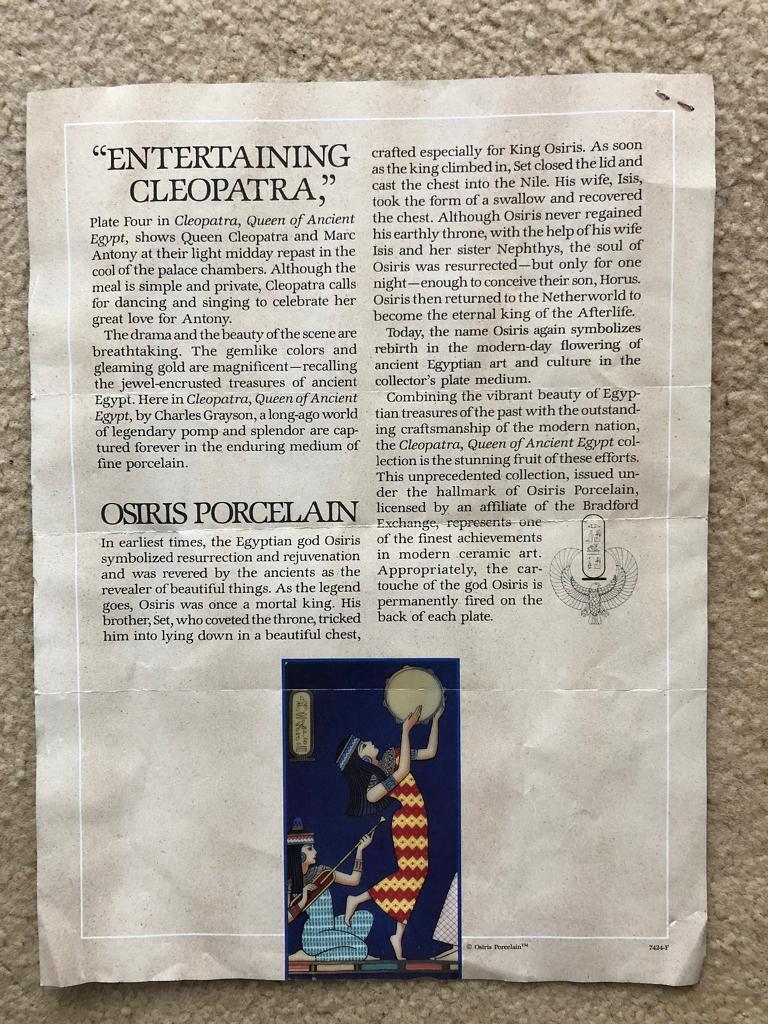 “ENTERTAINING
CLEOPATRA,”
Plate Four in Cleopatra, Queen of Ancient
Egypt, shows Queen Cleopatra and Marc
Antony at their light midday repast in the
cool of the palace chambers. Although the
meal is simple and private, Cleopatra calls
for dancing and singing to celebrate her
great love for Antony.
The drama and the beauty of the scene are
breathtaking. The gemlike colors and
gleaming gold are magnificent—recalling
the jewel-encrusted treasures of ancient
Egypt. Here in Cleopatra, Queen of Ancient
Egypt, by Charles Grayson, a long-ago world
of legendary pomp and splendor are cap-
tured forever in the enduring medium of
fine porcelain.
OSIRIS PORCELAIN
In earliest times, the Egyptian god Osiris
symbolized resurrection and rejuvenation
and was revered by the ancients as the
revealer of beautiful things. As the legend
goes, Osiris was once a mortal king. His
brother, Set, who coveted the throne, tricked
him into lying down in a beautiful chest,
crafted especially for King Osiris. As soon
as the king climbed in, Set closed the lid and
cast the chest into the Nile. His wife, Isis,
took the form of a swallow and recovered
the chest. Although Osiris never regained
his earthly throne, with the help of his wife
Isis and her sister Nephthys, the soul of
Osiris was resurrected—but only for one
night—enough to conceive their son, Horus.
Osiris then returned to the Netherworld to
become the eternal king of the Afterlife.
Today, the name Osiris again symbolizes
rebirth in the modern-day flowering of
ancient Egyptian art and culture in the
collector's plate medium.
Combining the vibrant beauty of Egyp-
tian treasures of the past with the outstand-
ing craftsmanship of the modern nation,
the Cleopatra, Queen of Ancient Egypt col-
lection is the stunning fruit of these efforts.
This unprecedented collection, issued un-
der the hallmark of Osiris Porcelain,
licensed by an affiliate of the Bradford
Exchange, represents one
of the finest achievements
in modern ceramic art.
Appropriately, the car-
touche of the god Osiris is
permanently fired on the
back of each plate.
© Osiris Porcelain™
7424-F